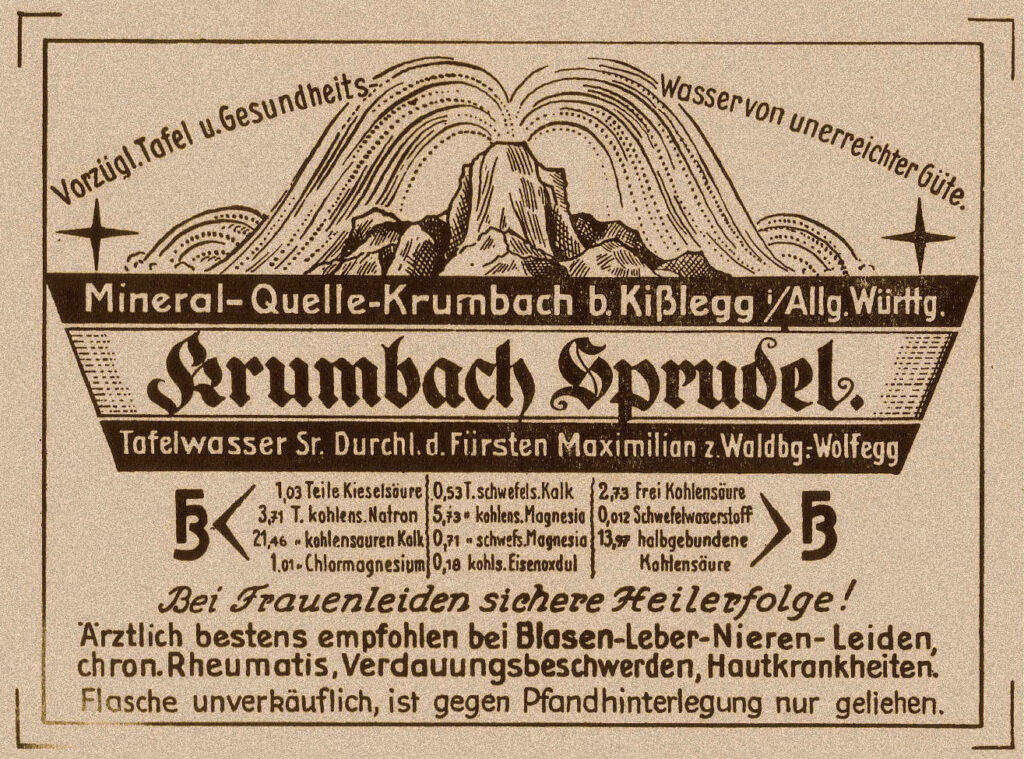 Vorzügl. Tafel u. Gesundheits-
Wasser von unerreichter Güte.
Mineral-Quelle-Krumbach b. Kißlegg i/Allg. Württg.
Krumbach Sprudel.
Tafelwasser Sr. Durchl. d. Fürsten Maximilian z. Waldbg.-Wolfegg
1,03 Teile Kieselsäure
3,71 T. kohlens. Natron
21,46 " kohlensauren Kalk
1,01 " Chlormagnesium
0,53 T. schwefels. Kalk
5,73 " kohlens. Magnesia
0,71 " schwefs. Magnesia
0,18 kohls. Eisenoxdul
2,73 Frei Kohlensäure
0,012 Schwefelwasserstoff
13,97 halbgebundene
Kohlensäure
Bei Frauenleiden sichere Heilerfolge!
Ärztlich bestens empfohlen bei Blasen-Leber-Nieren-Leiden,
chron. Rheumatis, Verdauungsbeschwerden, Hautkrankheiten.
Flasche unverkäuflich, ist gegen Pfandhinterlegung nur geliehen.